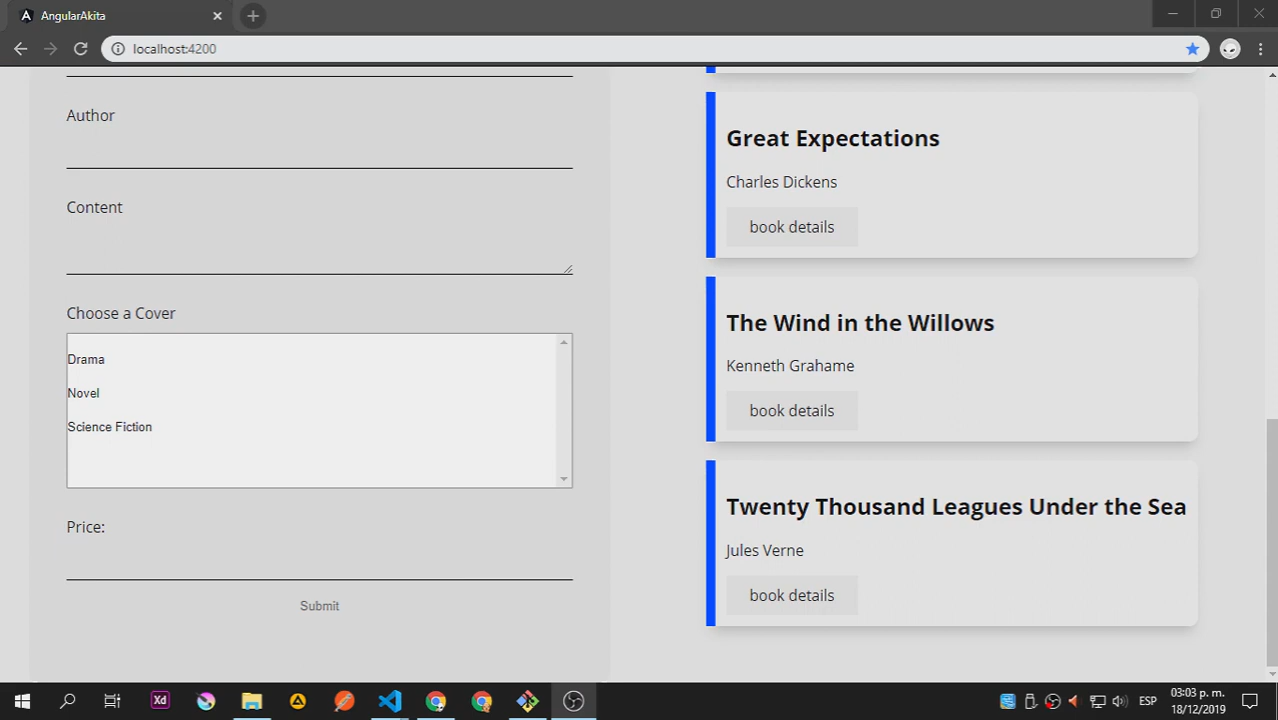 AngularAkita
localhost:4200
Author
Content
Choose a Cover
Drama
Novel
Science Fiction
Price:
Submit
Great Expectations
Charles Dickens
book details
The Wind in the Willows
Kenneth Grahame
book details
Twenty Thousand Leagues Under the Sea
Jules Verne
book details
Xd
ESP
03:03 p. m.
18/12/2019